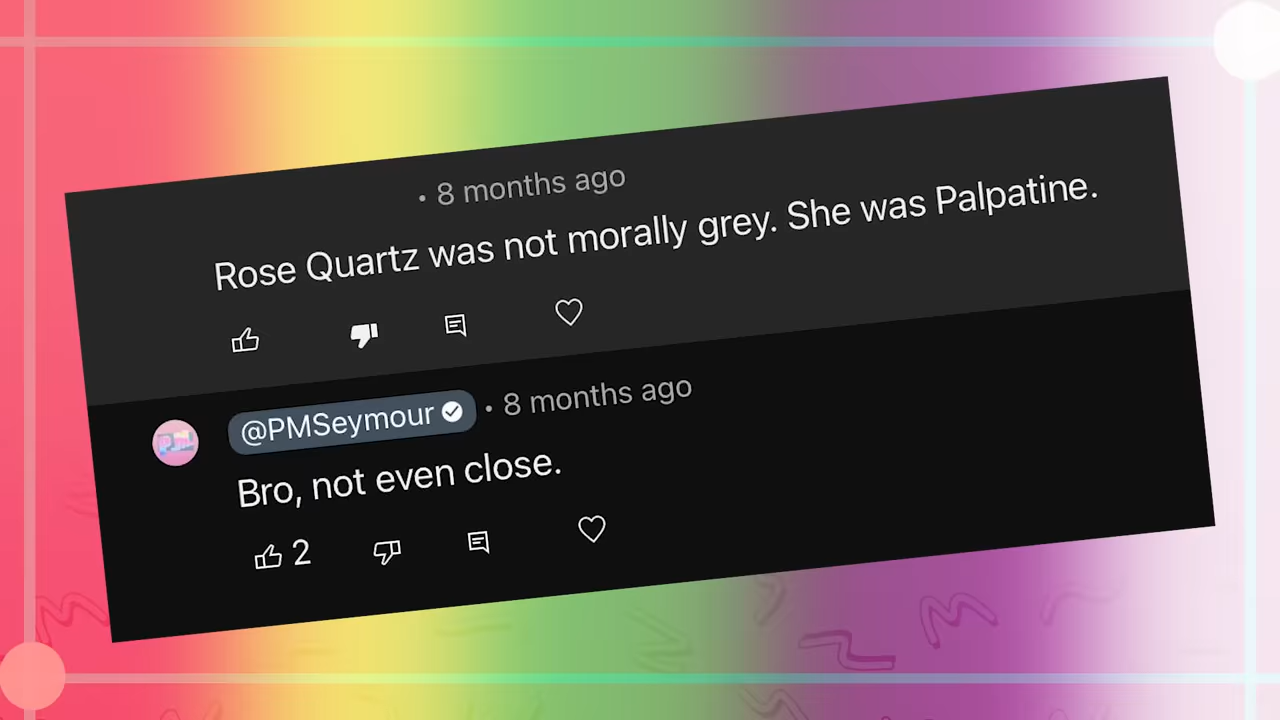 • 8 months ago
Rose Quartz was not morally grey. She was Palpatine.
@PMSeymour • 8 months ago
Bro, not even close.
2